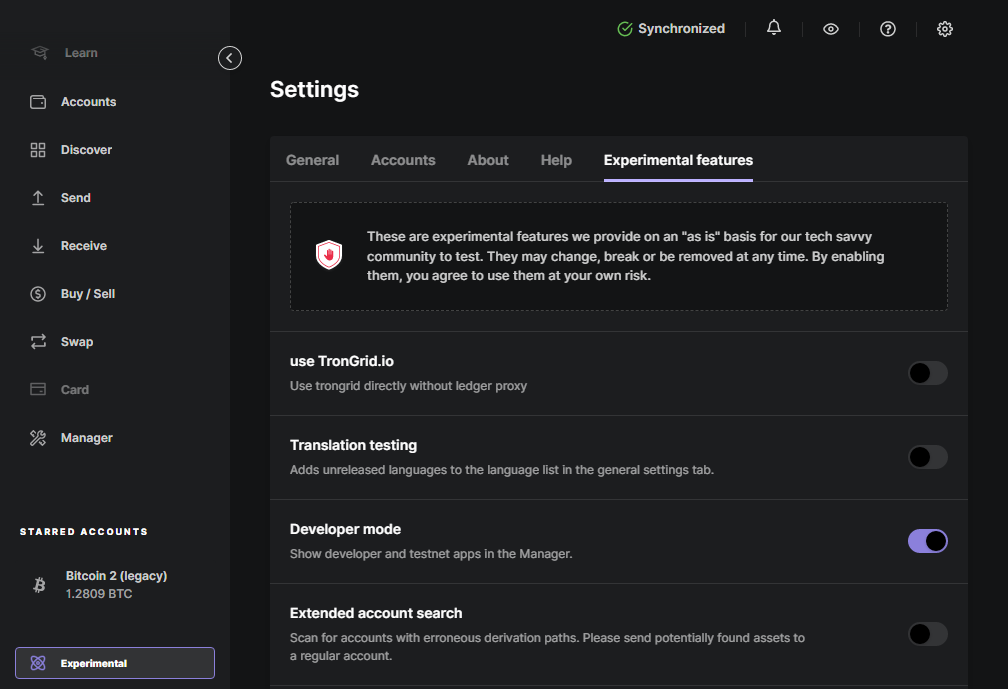 Synchronized
Learn
Accounts
Discover
Send
Receive
Buy / Sell
Swap
Card
Manager
STARRED ACCOUNTS
Bitcoin 2 (legacy)
1.2809 BTC
Experimental
Settings
General Accounts About Help Experimental features
These are experimental features we provide on an "as is" basis for our tech savvy
community to test. They may change, break or be removed at any time. By enabling
them, you agree to use them at your own risk.
use TronGrid.io
Use trongrid directly without ledger proxy
Translation testing
Adds unreleased languages to the language list in the general settings tab.
Developer mode
Show developer and testnet apps in the Manager.
Extended account search
Scan for accounts with erroneous derivation paths. Please send potentially found assets to
a regular account.